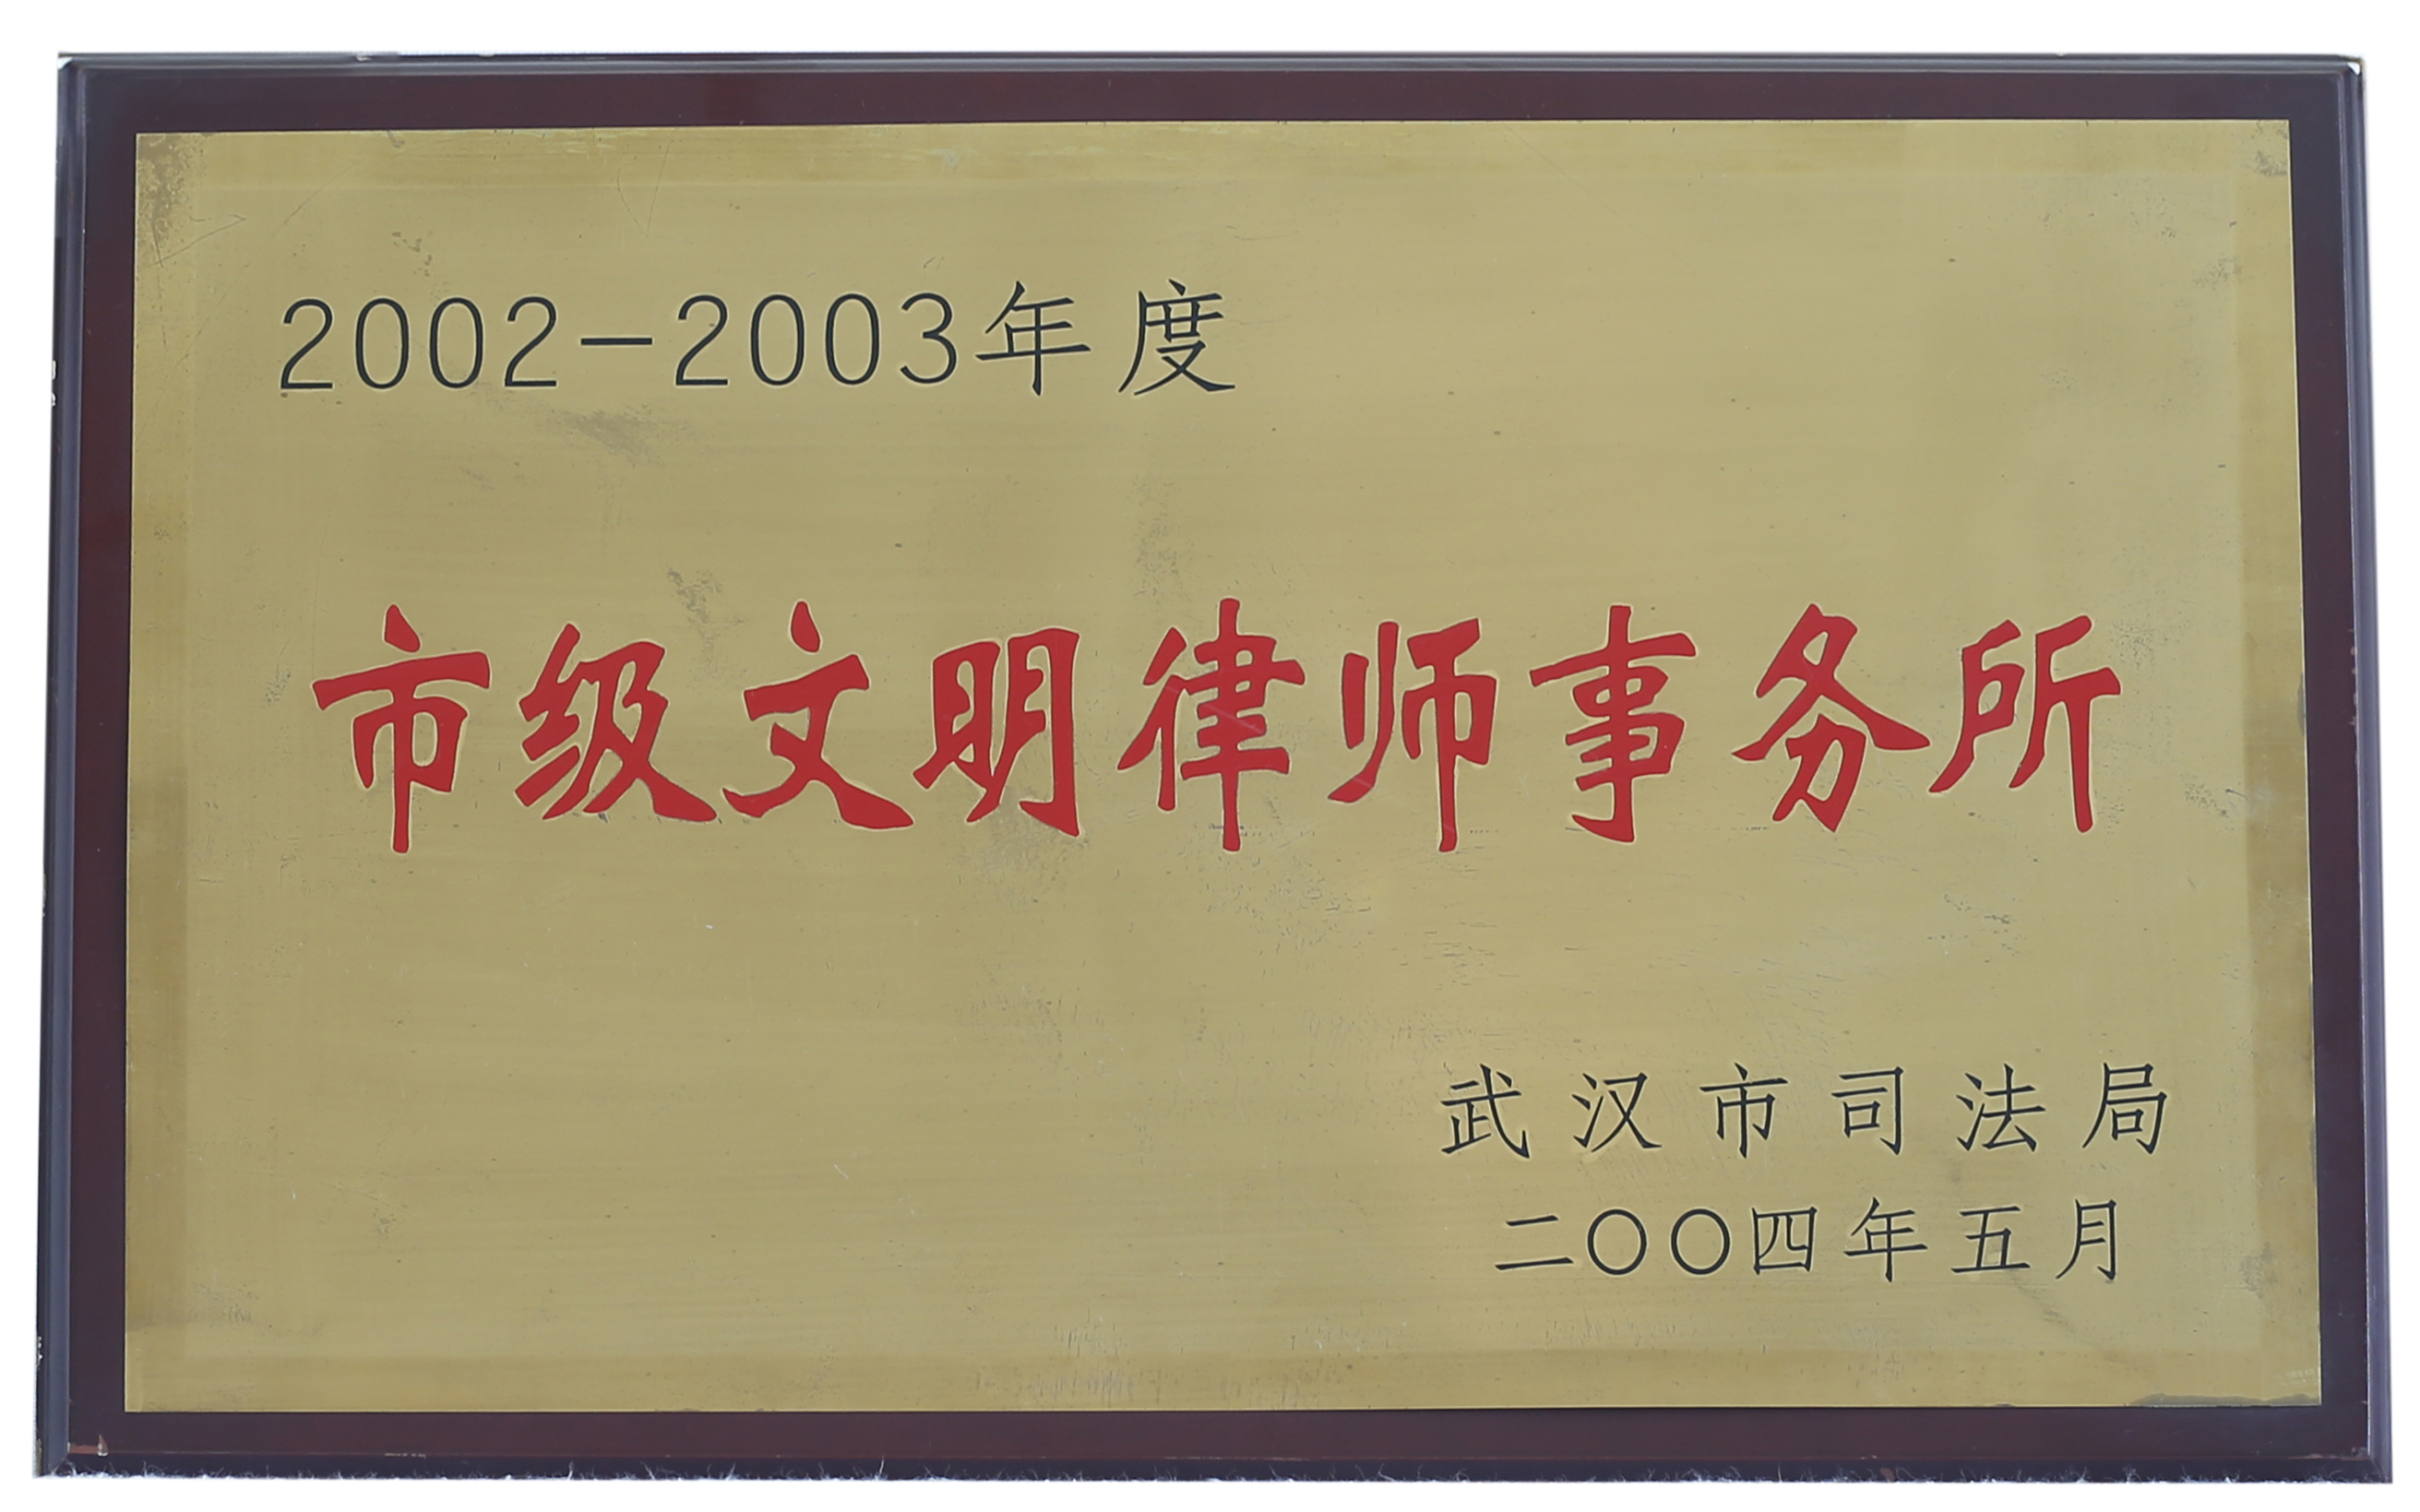 2002-2003年度
市级文明律师事务所
武汉市司法局
二〇〇四年五月